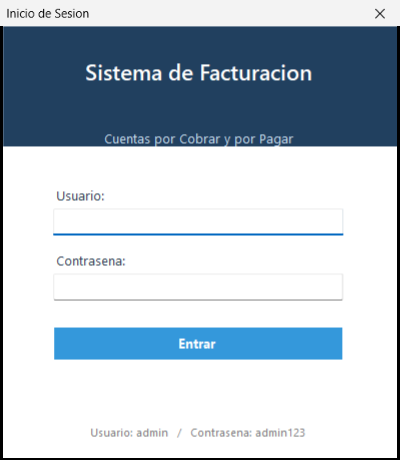 Inicio de Sesion
Sistema de Facturacion
Cuentas por Cobrar y por Pagar
Usuario:
Contrasena:
Entrar
Usuario: admin / Contrasena: admin123